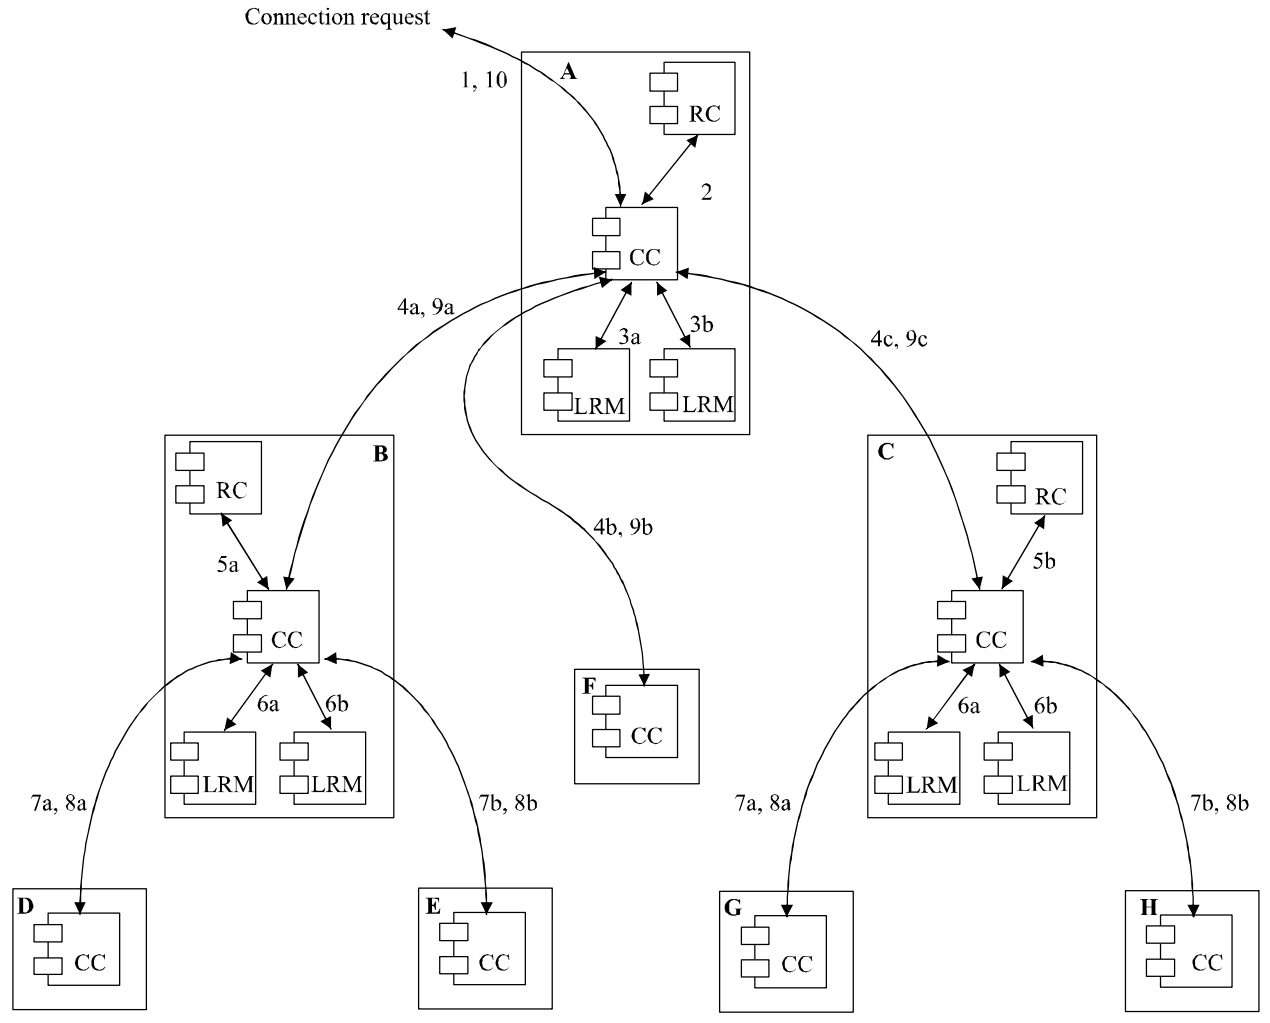 Connection request
1, 10
A
RC
2
CC
4a, 9a
3a
3b
4c, 9c
LRM
LRM
B
RC
5a
CC
6a
6b
LRM
LRM
4b, 9b
C
RC
5b
CC
6a
6b
LRM
LRM
F
CC
7a, 8a
7b, 8b
7a, 8a
7b, 8b
D
CC
E
CC
G
CC
H
CC